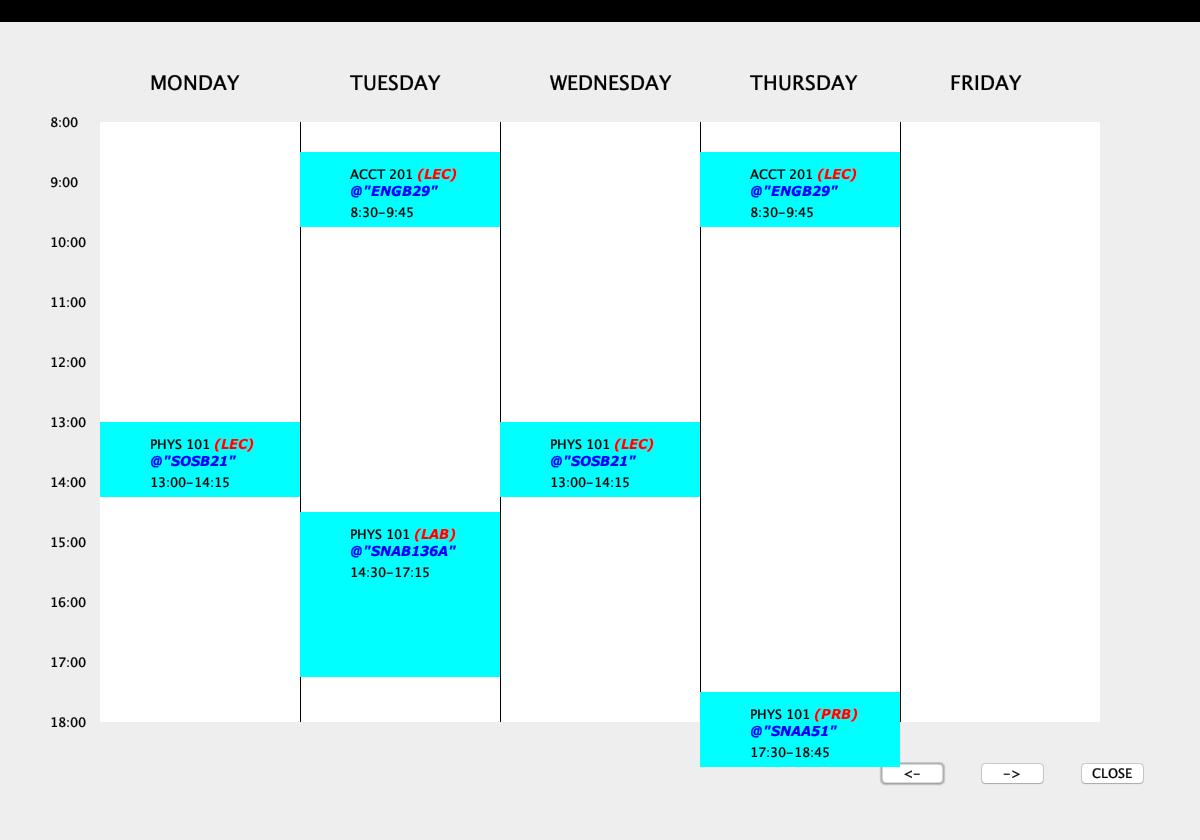 MONDAY TUESDAY WEDNESDAY THURSDAY FRIDAY
8:00
ACCT 201 (LEC)
@"ENGB29"
8:30-9:45
ACCT 201 (LEC)
@"ENGB29"
8:30-9:45
9:00
10:00
11:00
12:00
13:00
PHYS 101 (LEC)
@"SOSB21"
13:00-14:15
PHYS 101 (LEC)
@"SOSB21"
13:00-14:15
14:00
PHYS 101 (LAB)
@"SNAB136A"
14:30-17:15
15:00
16:00
17:00
PHYS 101 (PRB)
@"SNAA51"
17:30-18:45
18:00
<- -> CLOSE